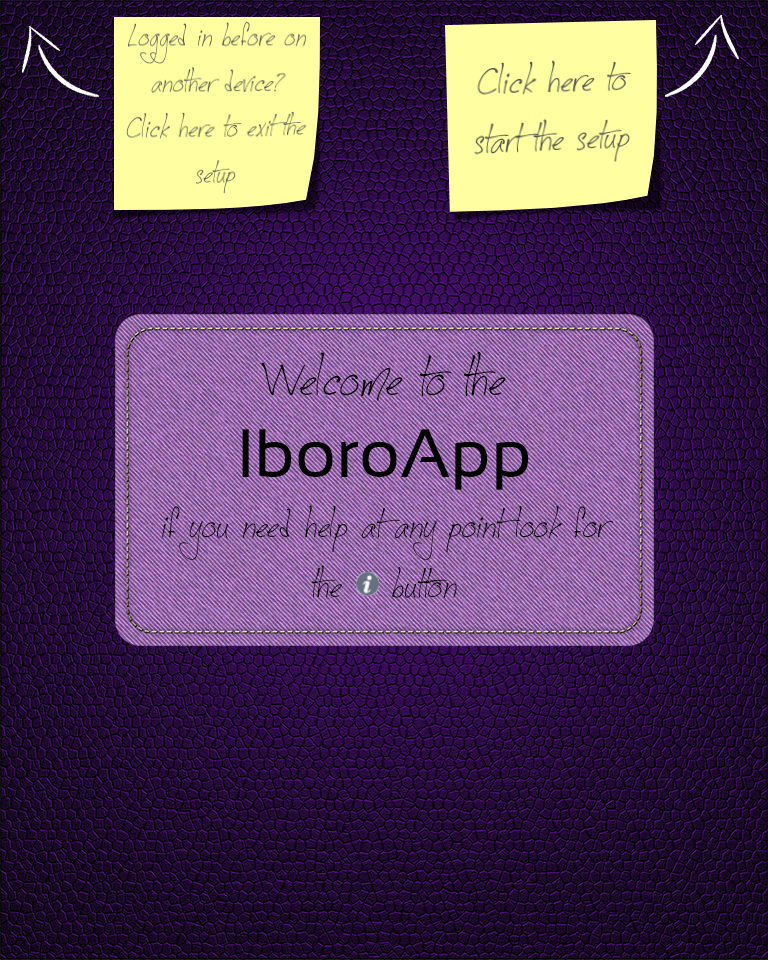 Logged in before on
another device?
Click here to exit the
setup
Click here to
start the setup
Welcome to the
lboroApp
if you need help at any point look for
the i button